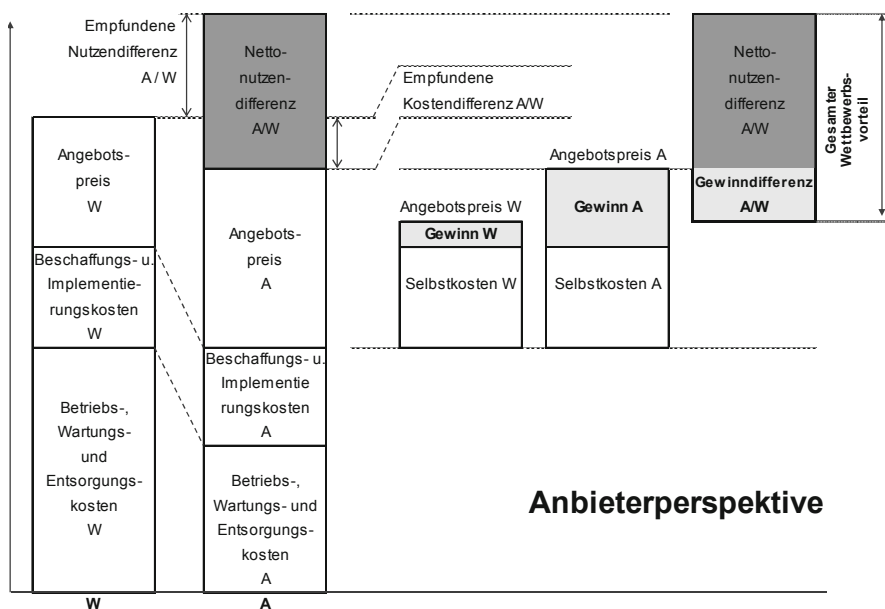 Empfundene
Nutzendifferenz
A / W
Angebots-
preis
W
Beschaffungs- u.
Implementie-
rungskosten
W
Betriebs-,
Wartungs-
und
Entsorgungs-
kosten
W
W
Netto-
nutzen-
differenz
A/W
Angebots-
preis
A
Beschaffungs- u.
Implementie
rungskosten
A
Betriebs-,
Wartungs- und
Entsorgungs-
kosten
A
A
Empfundene
Kostendifferenz A/W
Angebotspreis W
Gewinn W
Selbstkosten W
Angebotspreis A
Gewinn A
Selbstkosten A
Netto-
nutzen-
differenz
A/W
Gewinndifferenz
A/W
Gesamter
Wettbewerbs-
vorteil
Anbieterperspektive